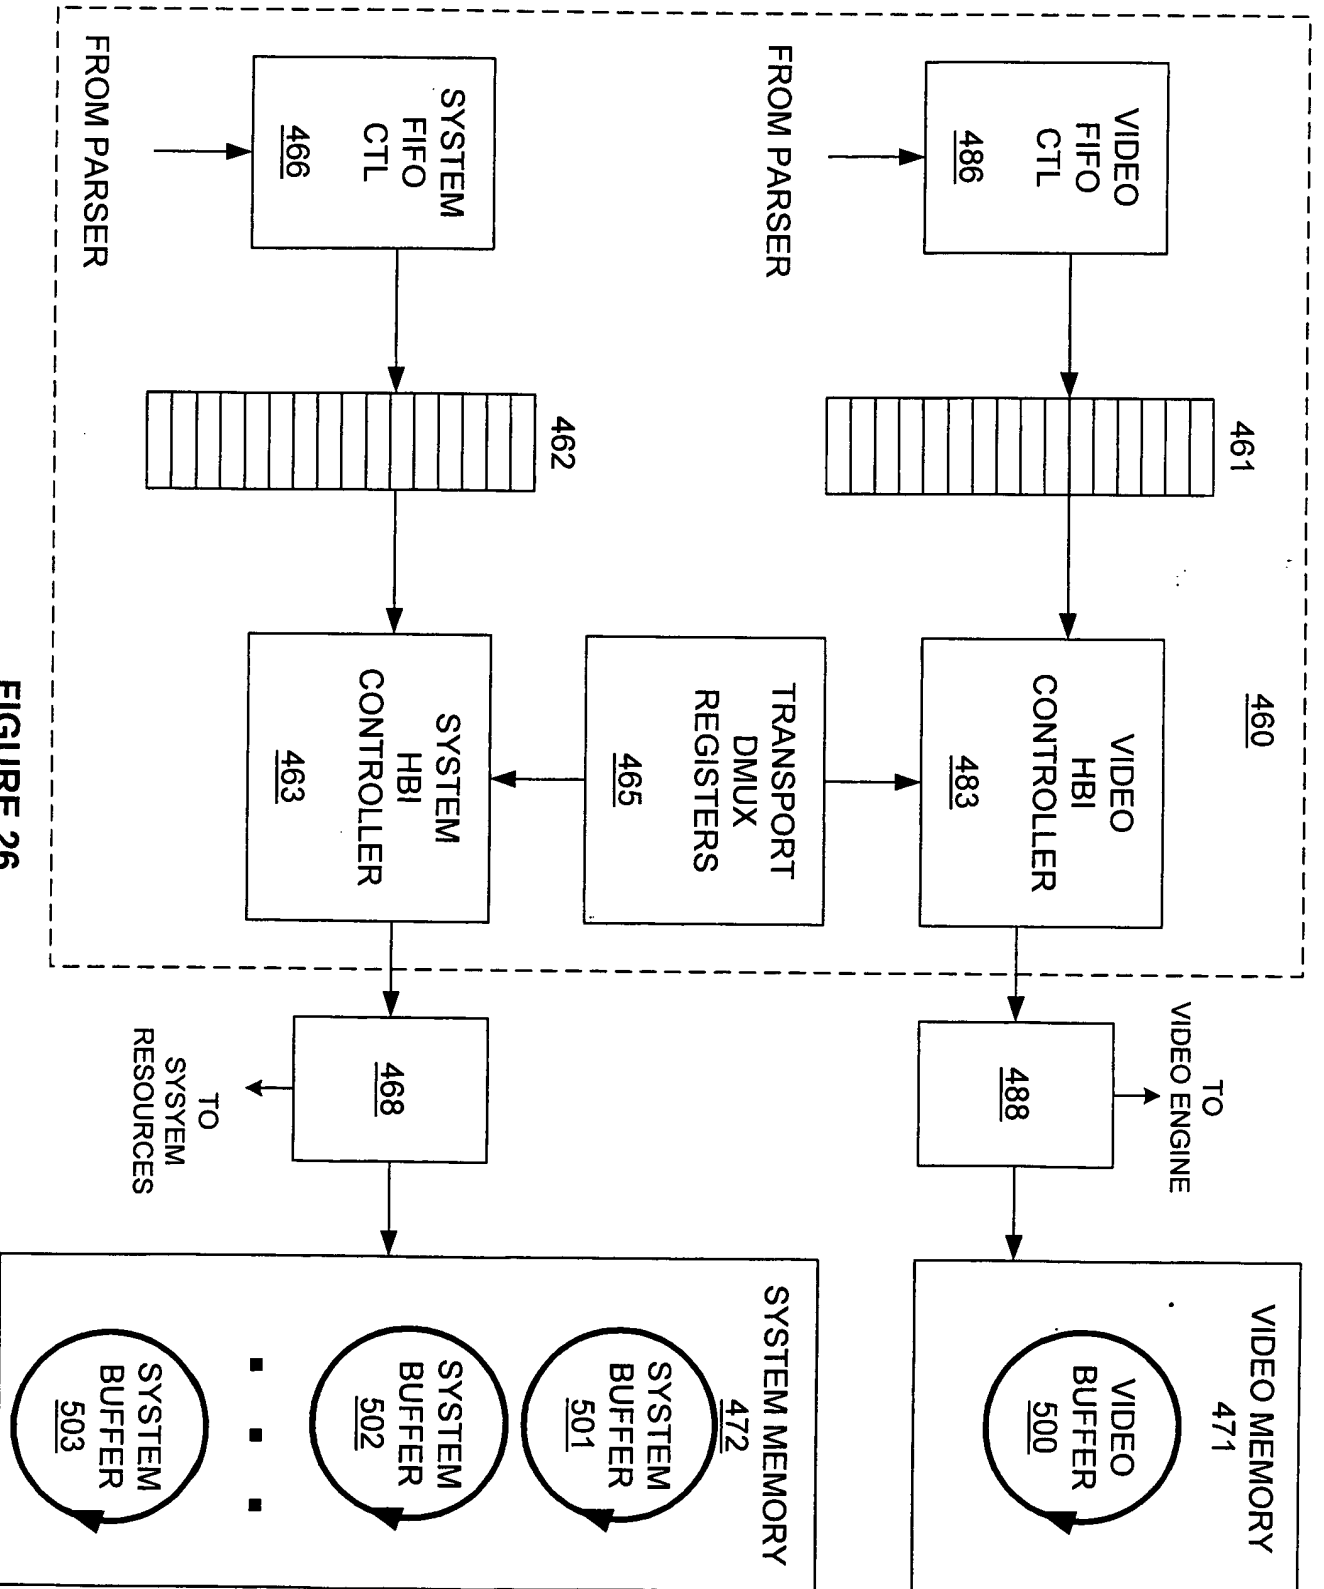 460
VIDEO
FIFO
CTL
486
FROM PARSER
461
VIDEO
HBI
CONTROLLER
483
TO
VIDEO ENGINE
488
VIDEO MEMORY
471
VIDEO
BUFFER
500
TRANSPORT
DMUX
REGISTERS
465
SYSTEM
FIFO
CTL
466
FROM PARSER
462
SYSTEM
HBI
CONTROLLER
463
468
TO
SYSYEM
RESOURCES
SYSTEM MEMORY
472
SYSTEM
BUFFER
501
SYSTEM
BUFFER
502
SYSTEM
BUFFER
503
FIGURE 26